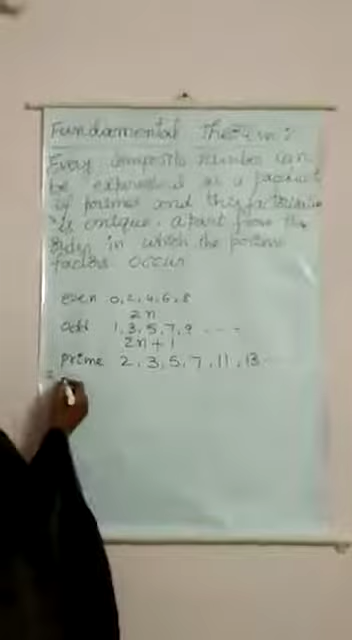 Fundamental Theorem:
Every composite number can
be expressed as a product
of primes and this factorisation
is unique, apart from the
order in which the prime
factors occur
even 0, 2, 4, 6, 8
2n
odd 1, 3, 5, 7, 9 - - -
2n + 1
prime 2, 3, 5, 7, 11, 13